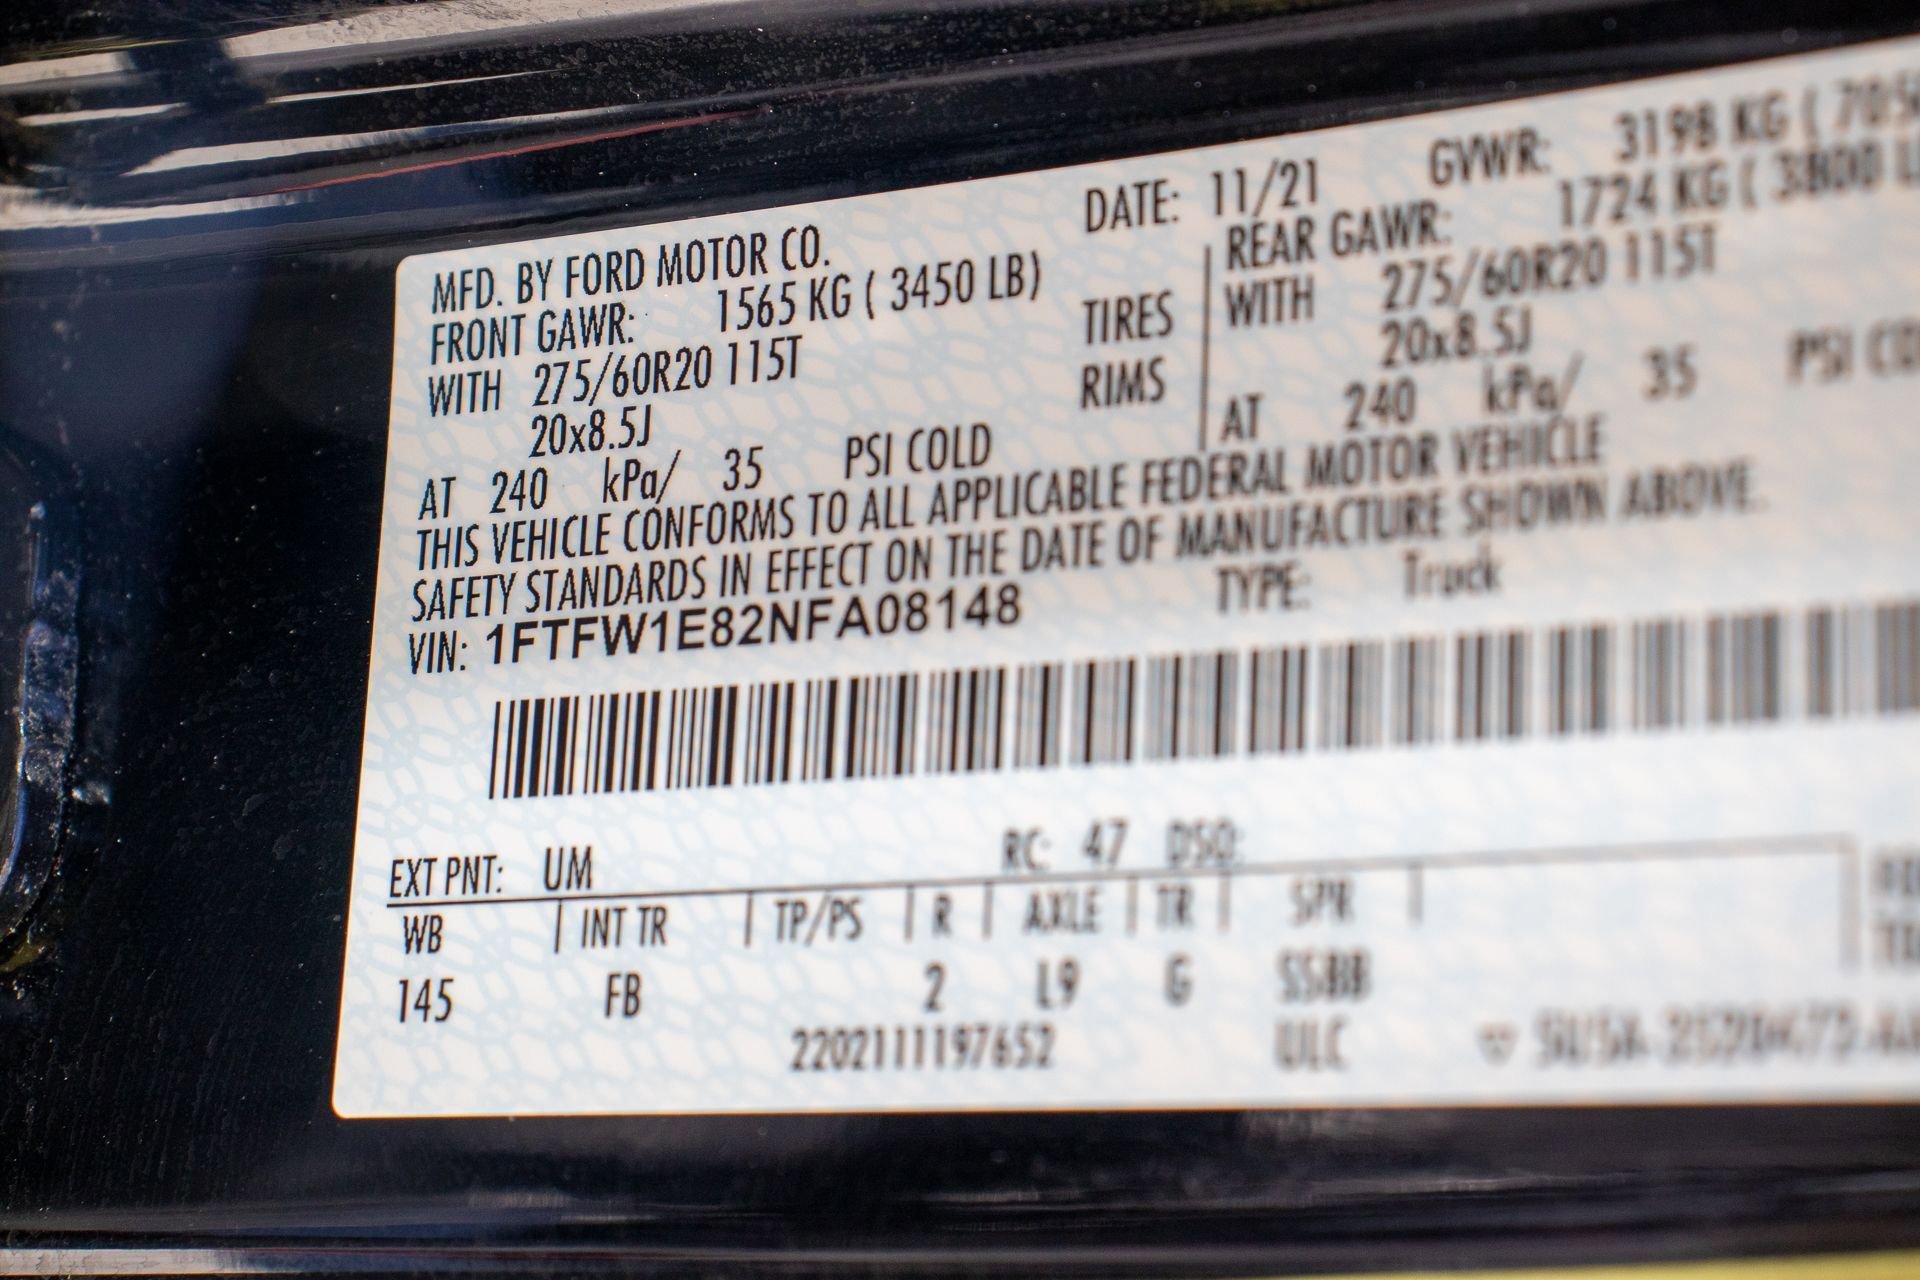 MFD. BY FORD MOTOR CO. DATE: 11/21 GVWR: 3198 KG (
FRONT GAWR: 1565 KG ( 3450 LB) REAR GAWR: 1724 KG ( 3800
WITH 275/60R20 115T TIRES WITH 275/60R20 115T
20x8.5J RIMS 20x8.5J
AT 240 kPa/ 35 PSI COLD AT 240 kPa/ 35 PSI
THIS VEHICLE CONFORMS TO ALL APPLICABLE FEDERAL MOTOR VEHICLE
SAFETY STANDARDS IN EFFECT ON THE DATE OF MANUFACTURE SHOWN ABOVE.
VIN: 1FTFW1E82NFA08148 TYPE: Truck
EXT PNT: UM RC: 47 DSO:
WB INT TR TP/PS R AXLE TR SPR
145 FB 2 L9 G SSBB
2202111197652 ULC